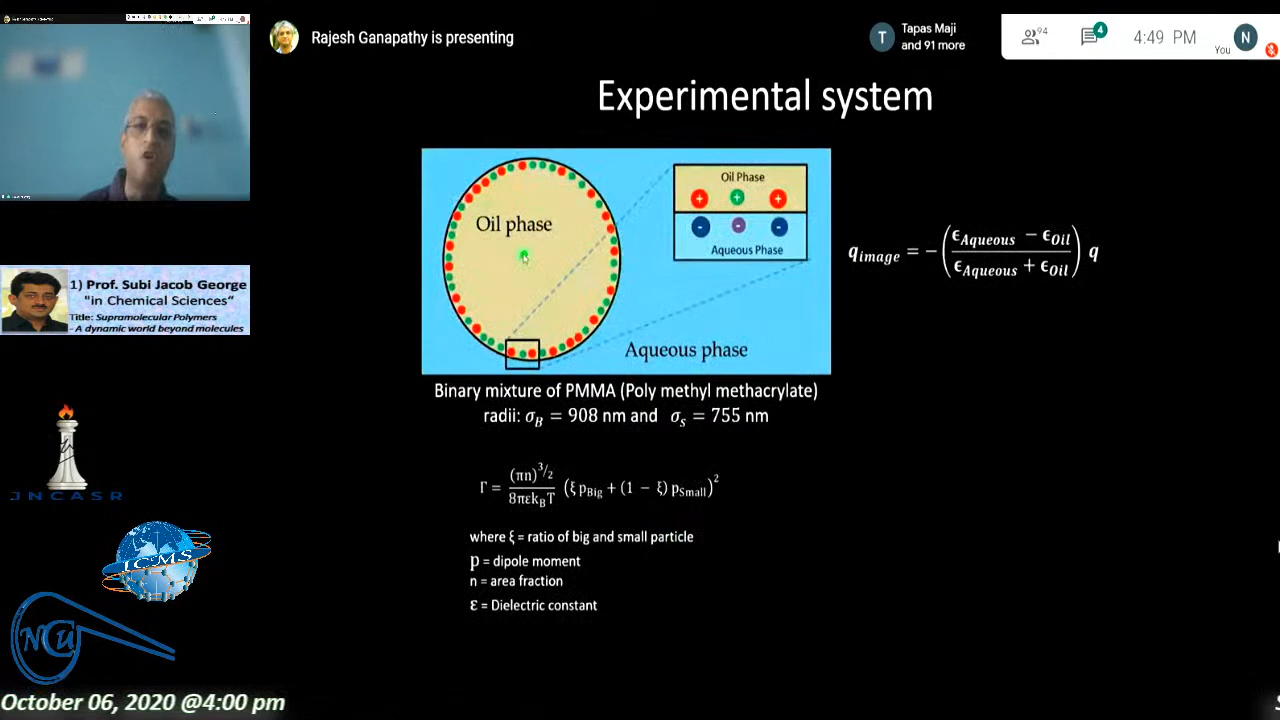 Rajesh Ganapathy is presenting
T
Tapas Maji
and 91 more
94
4
4:49 PM
You
N
Experimental system
Oil phase
Oil Phase
+ + +
- - -
Aqueous Phase
Aqueous phase
q_image = −((ϵ_Aqueous − ϵ_Oil)/(ϵ_Aqueous + ϵ_Oil)) q
Binary mixture of PMMA (Poly methyl methacrylate)
radii: σ_B = 908 nm and σ_s = 755 nm
Γ = (πn)^3/2 / 8πεk_BT (ξ p_Big + (1 − ξ) p_Small)^2
where ξ = ratio of big and small particle
p = dipole moment
n = area fraction
ε = Dielectric constant
1) Prof. Subi Jacob George
"in Chemical Sciences“
Title: Supramolecular Polymers
- A dynamic world beyond molecules
JNCASR
ICMS
NCU
October 06, 2020 @4:00 pm